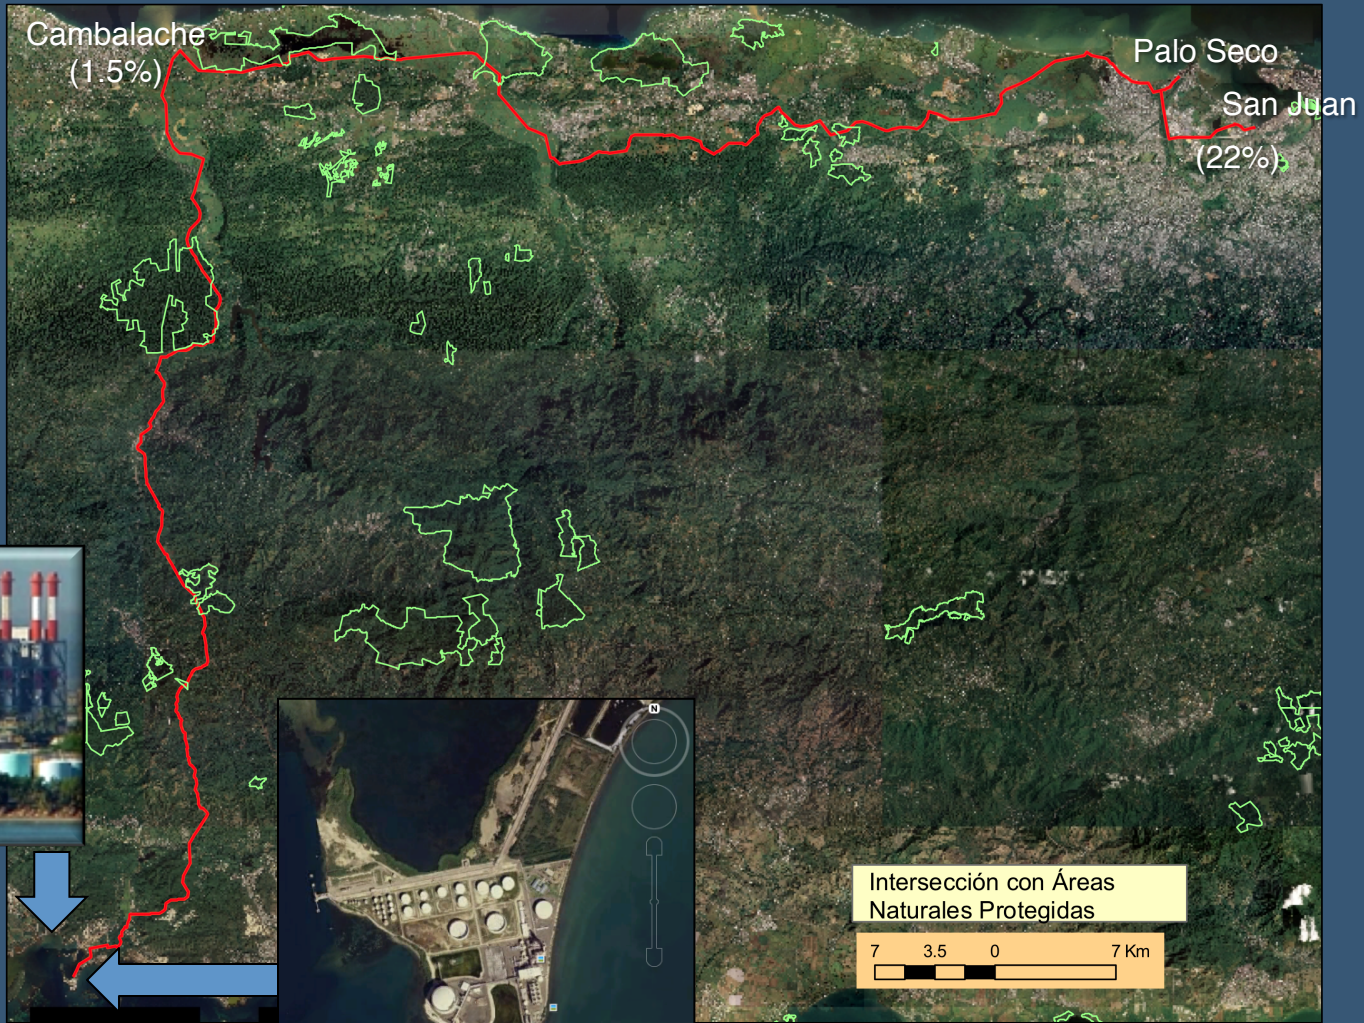 Cambalache
(1.5%)
Palo Seco
San Juan
(22%)
N
Intersección con Áreas
Naturales Protegidas
7 3.5 0 7 Km